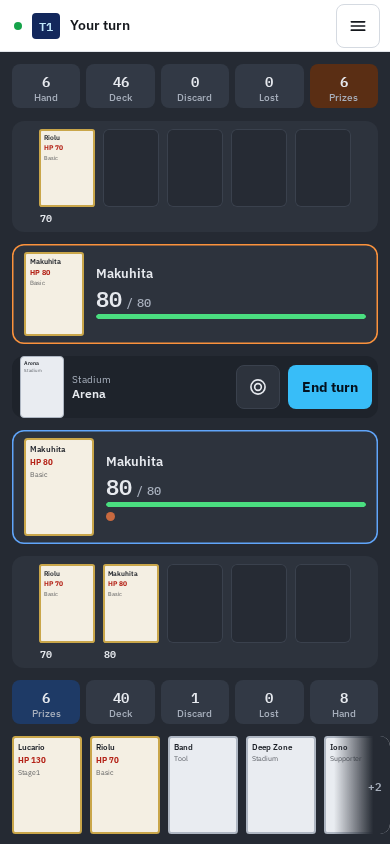 T1 Your turn
6 46 0 0 6
Hand Deck Discard Lost Prizes
Riolu
HP 70
Basic
70
Makuhita
HP 80
Basic
Makuhita
80 / 80
Arena
Stadium
Stadium
Arena
End turn
Makuhita
HP 80
Basic
Makuhita
80 / 80
Riolu Makuhita
HP 70 HP 80
Basic Basic
70 80
6 40 1 0 8
Prizes Deck Discard Lost Hand
Lucario Riolu Band Deep Zone Iono
HP 130 HP 70 Tool Stadium Supporter
Stage1 Basic
+2